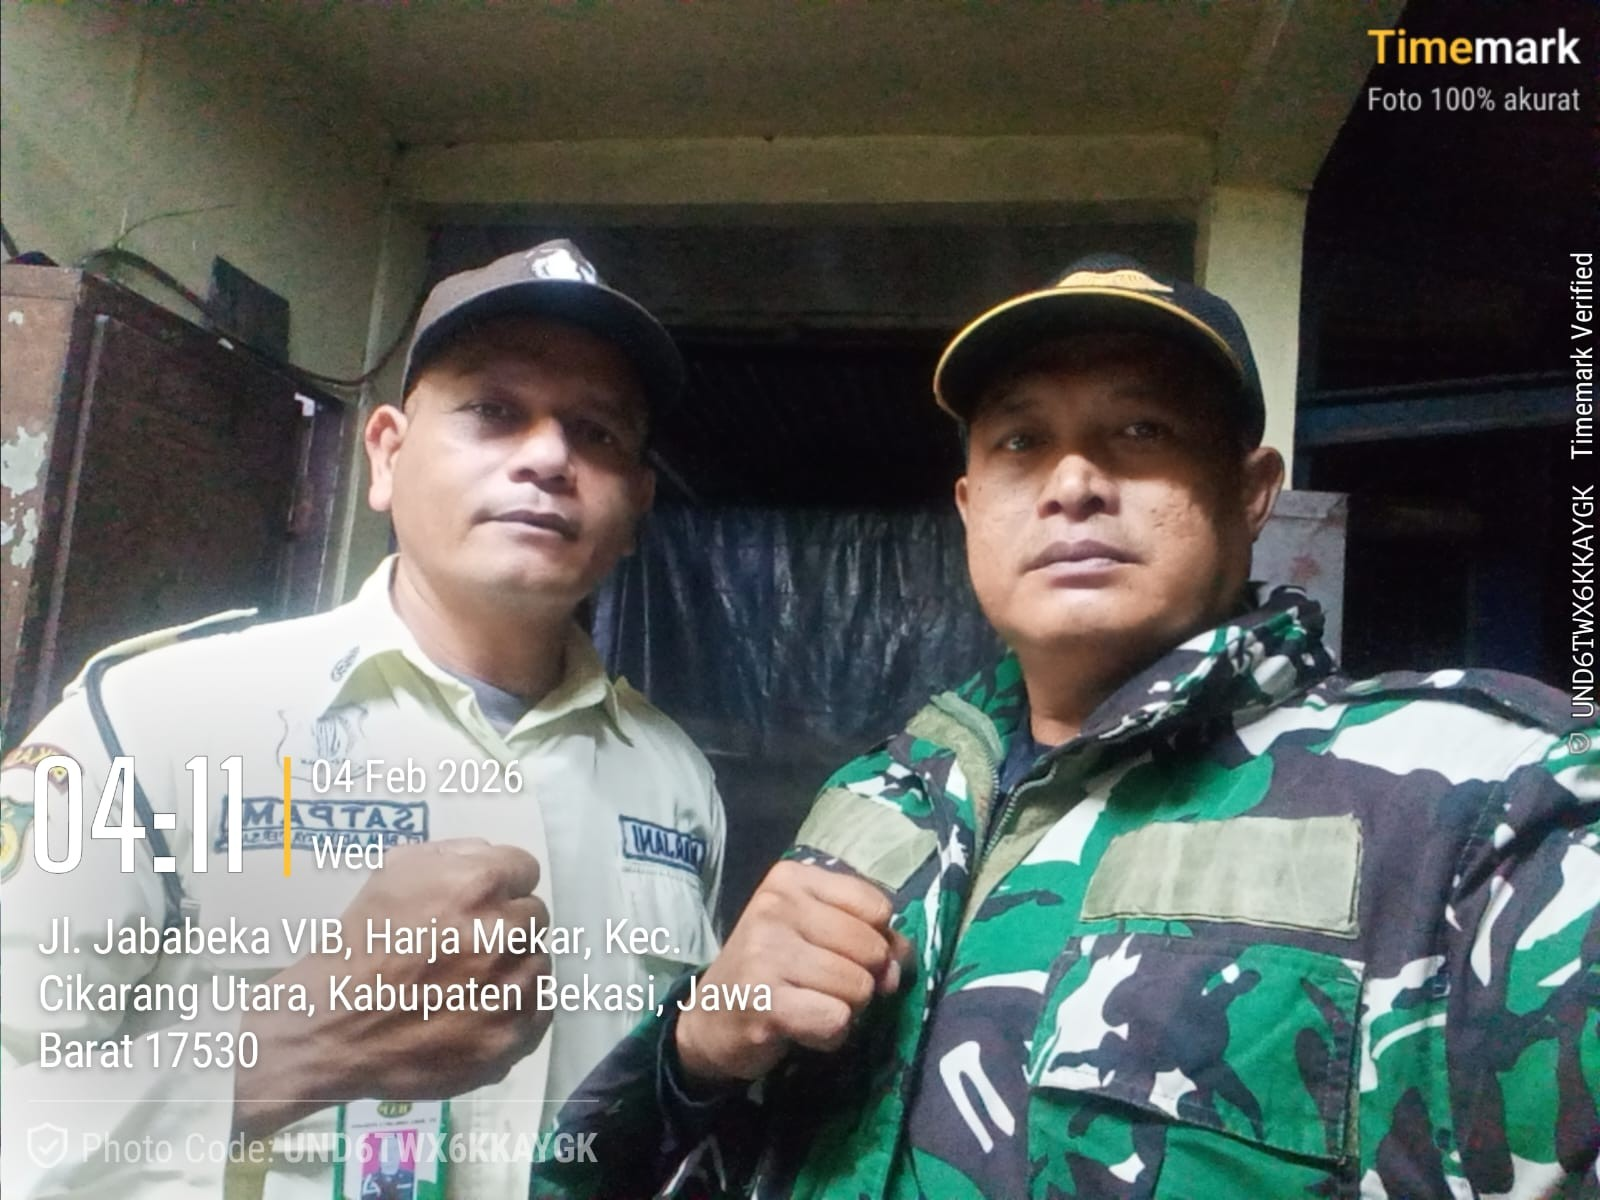 Timemark
Foto 100% akurat
Timemark Verified
UND6TWX6KKAYGK
SATPAM
04:11
04 Feb 2026
Wed
Jl. Jababeka VIB, Harja Mekar, Kec.
Cikarang Utara, Kabupaten Bekasi, Jawa
Barat 17530
Photo Code: UND6TWX6KKAYGK